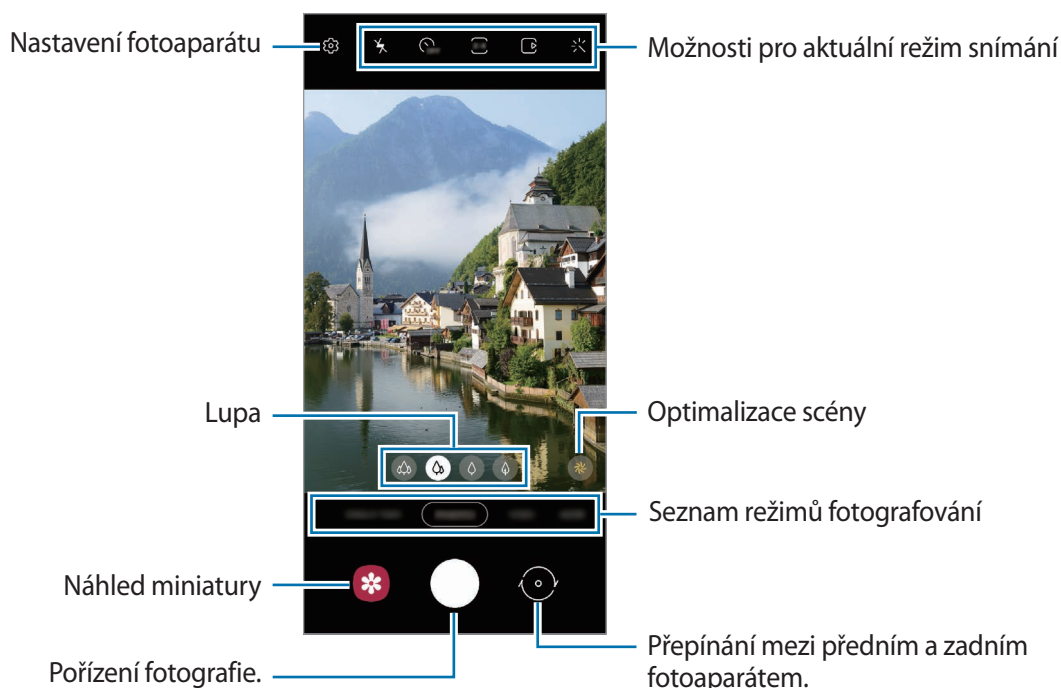 Nastavení fotoaparátu
Možnosti pro aktuální režim snímání
Lupa
Optimalizace scény
Seznam režimů fotografování
Náhled miniatury
Pořízení fotografie.
Přepínání mezi předním a zadním
fotoaparátem.